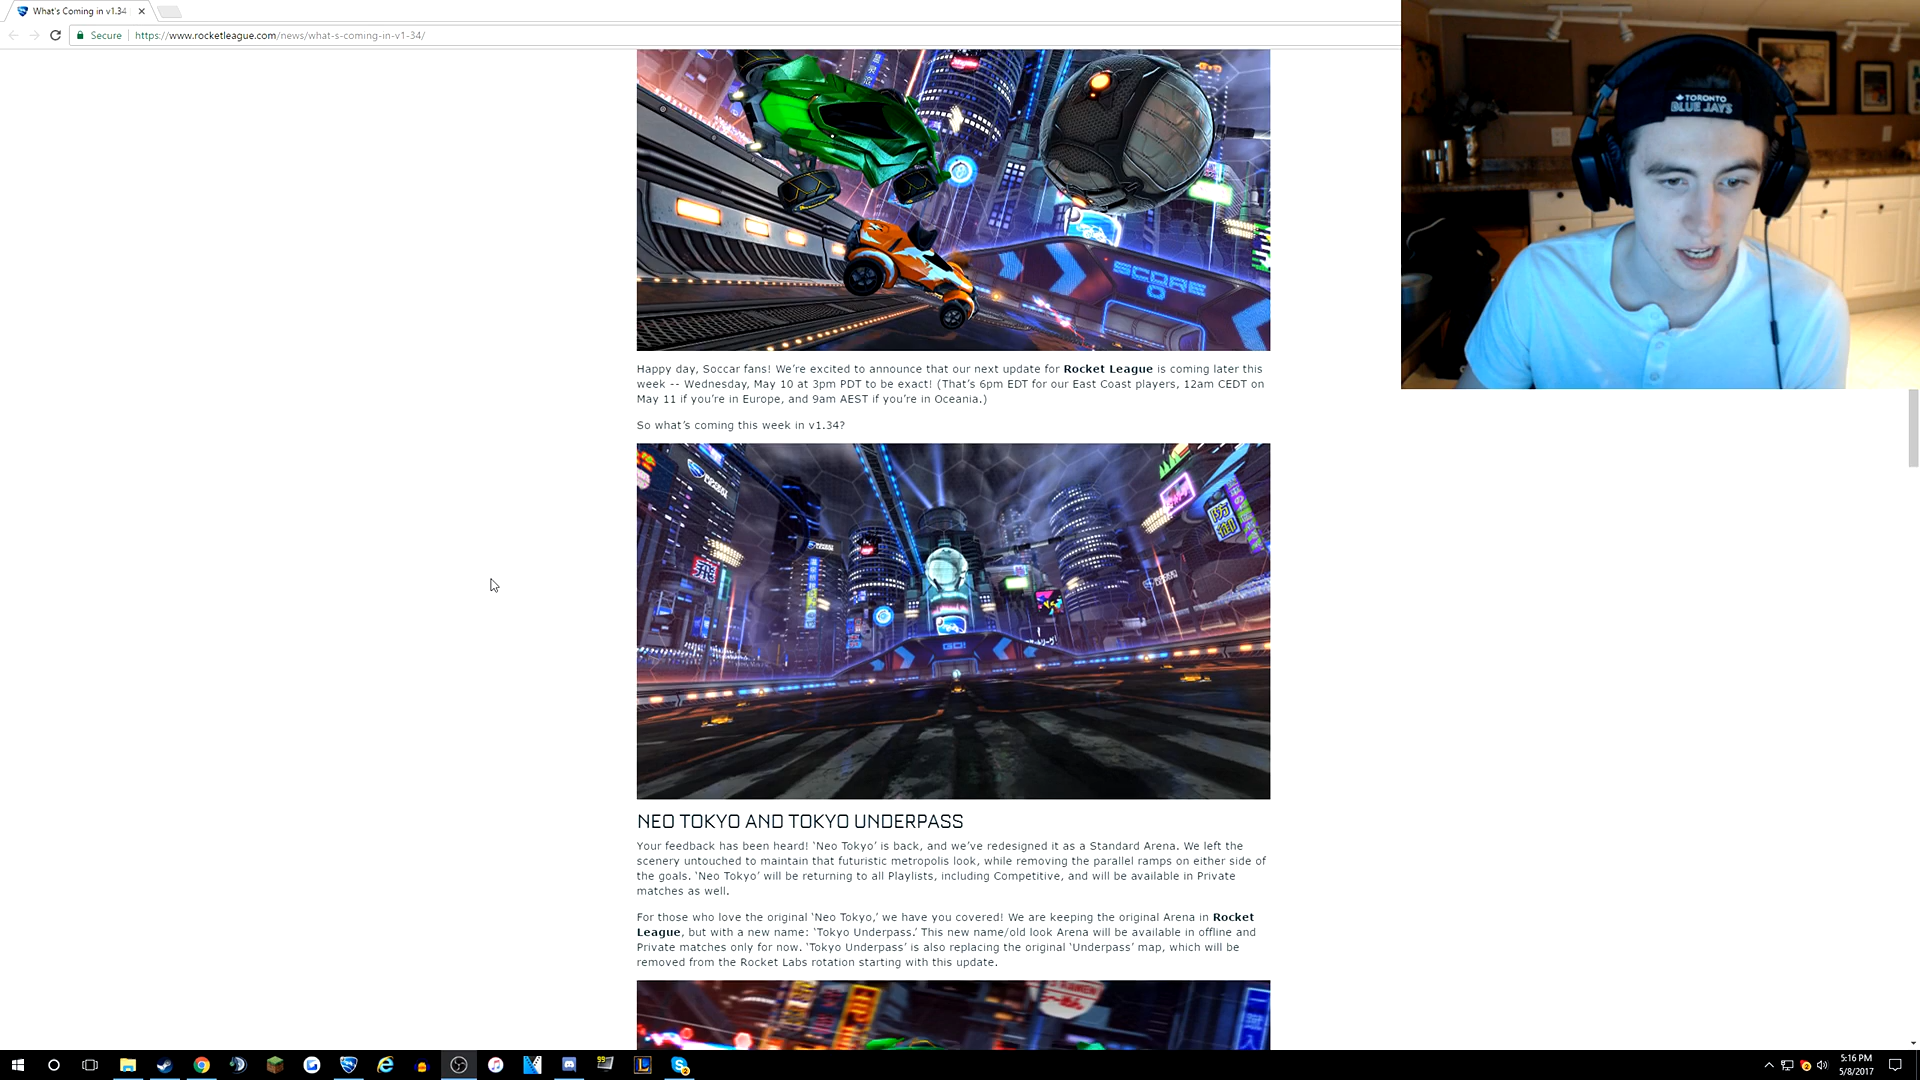 What's Coming in v1.34
Secure
https://www.rocketleague.com/news/what-s-coming-in-v1-34/
TORONTO
BLUE JAYS
SCORE
0
Happy day, Soccar fans! We’re excited to announce that our next update for Rocket League is coming later this
week -- Wednesday, May 10 at 3pm PDT to be exact! (That’s 6pm EDT for our East Coast players, 12am CEDT on
May 11 if you’re in Europe, and 9am AEST if you’re in Oceania.)
So what’s coming this week in v1.34?
飛
防
御
GO!
NEO TOKYO AND TOKYO UNDERPASS
Your feedback has been heard! ‘Neo Tokyo’ is back, and we’ve redesigned it as a Standard Arena. We left the
scenery untouched to maintain that futuristic metropolis look, while removing the parallel ramps on either side of
the goals. ‘Neo Tokyo’ will be returning to all Playlists, including Competitive, and will be available in Private
matches as well.
For those who love the original ‘Neo Tokyo,’ we have you covered! We are keeping the original Arena in Rocket
League, but with a new name: ‘Tokyo Underpass.’ This new name/old look Arena will be available in offline and
Private matches only for now. ‘Tokyo Underpass’ is also replacing the original ‘Underpass’ map, which will be
removed from the Rocket Labs rotation starting with this update.
5:16 PM
5/8/2017